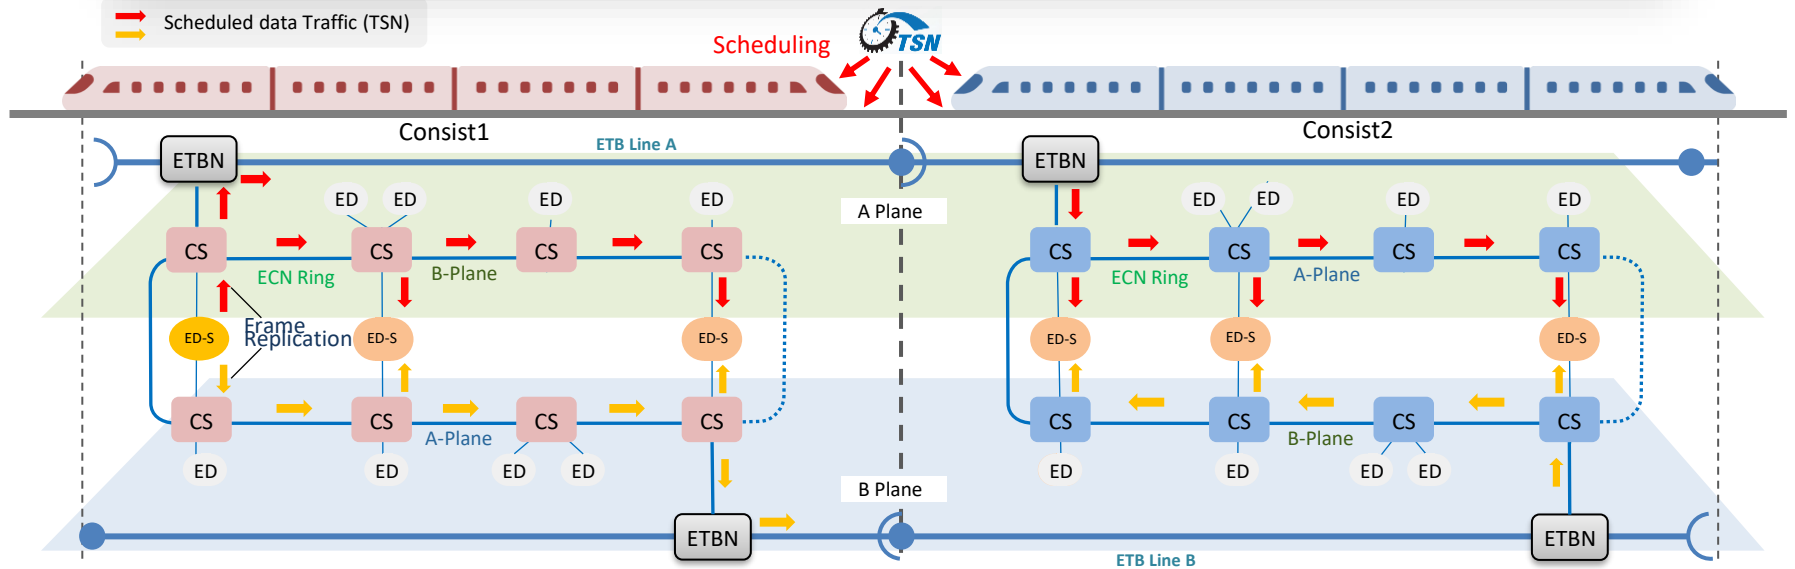 Scheduled data Traffic (TSN)
Scheduling
TSN
Consist1
Consist2
ETB Line A
ETBN
ETBN
ED
ED
ED
ED
A Plane
ED
ED
ED
ED
CS
CS
CS
CS
CS
CS
CS
CS
ECN Ring
B-Plane
ECN Ring
A-Plane
Frame
Replication
ED-S
ED-S
ED-S
ED-S
ED-S
ED-S
CS
CS
CS
CS
CS
CS
CS
CS
A-Plane
B-Plane
ED
ED
ED
ED
ED
ED
ED
ED
B Plane
ETBN
ETBN
ETB Line B